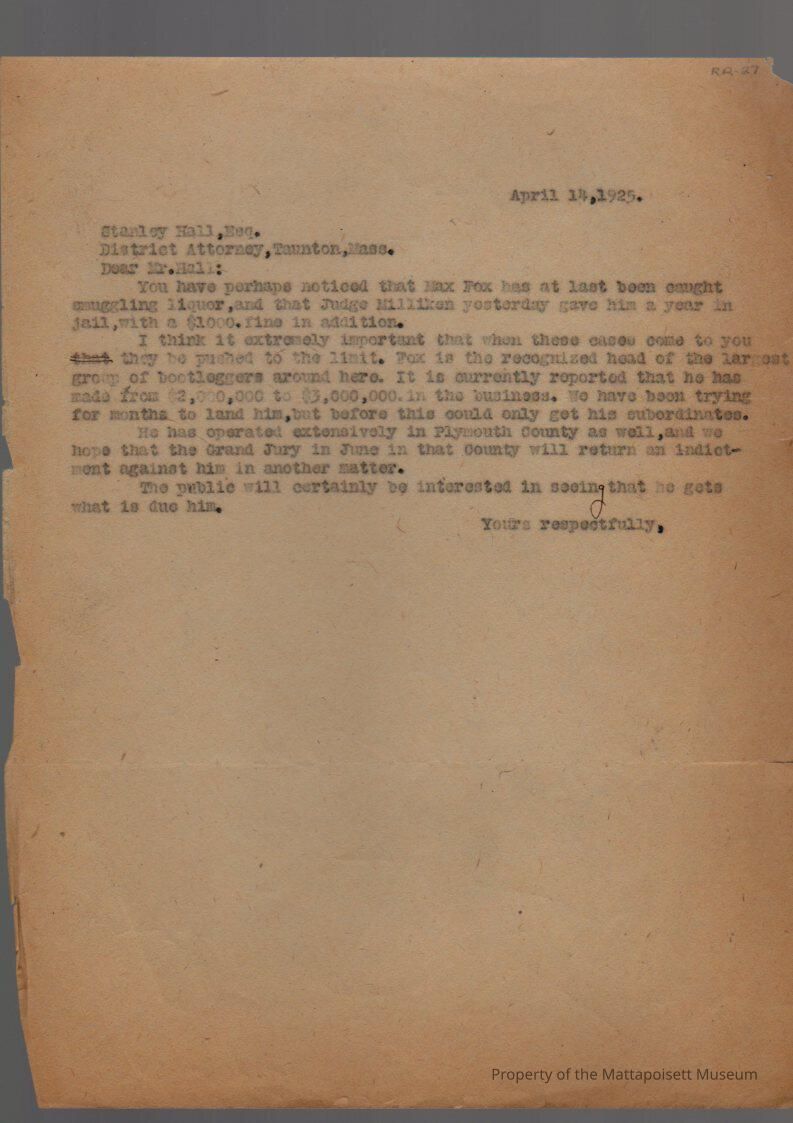 RR-27
April 14,1925.
Stanley Hall,Esq.
District Attorney,Taunton,Mass.
Dear Mr.Hall:
You have perhaps noticed that Max Fox has at last been caught
smuggling liquor,and that Judge Milliken yesterday gave him a year in
jail,with a $1000.fine in addition.
I think it extremely important that when these cases come to you
that they be pushed to the limit. Fox is the recognized head of the largest
group of bootleggers around here. It is currently reported that he has
made from $2,000,000 to $3,000,000.in the business. We have been trying
for months to land him,but before this could only get his subordinates.
He has operated extensively in Plymouth County as well,and we
hope that the Grand Jury in June in that County will return an indict-
ment against him in another matter.
The public will certainly be interested in seeing that he gets
what is due him.
Yours respectfully,
Property of the Mattapoisett Museum